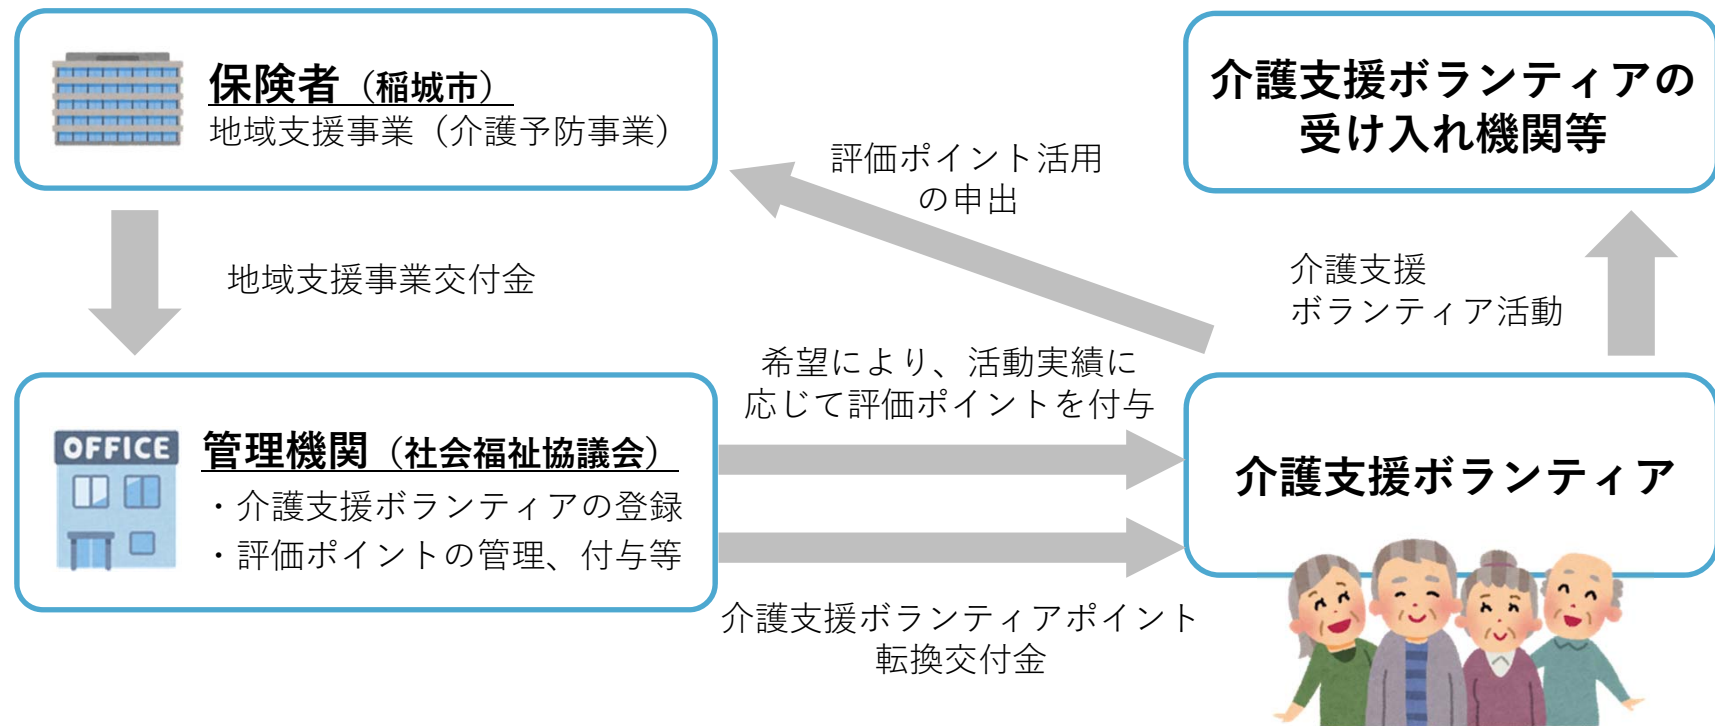 保険者（稲城市）
地域支援事業（介護予防事業）
介護支援ボランティアの
受け入れ機関等
評価ポイント活用
の申出
地域支援事業交付金
介護支援
ボランティア活動
希望により、活動実績に
応じて評価ポイントを付与
OFFICE
管理機関（社会福祉協議会）
・介護支援ボランティアの登録
・評価ポイントの管理、付与等
介護支援ボランティア
介護支援ボランティアポイント
転換交付金